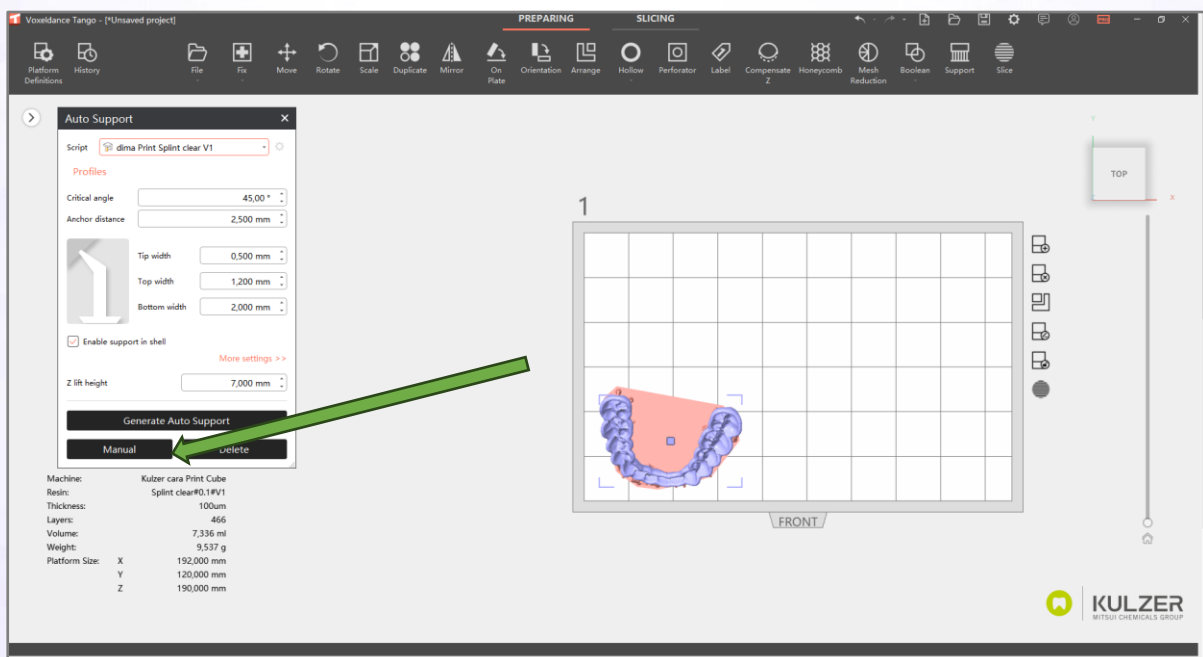 Voxeldance Tango - [*Unsaved project]
PREPARING
SLICING
PRO
Platform Definitions
History
File
Fix
Move
Rotate
Scale
Duplicate
Mirror
On Plate
Orientation
Arrange
Hollow
Perforator
Label
Compensate Z
Honeycomb
Mesh Reduction
Boolean
Support
Slice
Auto Support
Script dima Print Splint clear V1
Profiles
Critical angle 45,00 °
Anchor distance 2,500 mm
Tip width 0,500 mm
Top width 1,200 mm
Bottom width 2,000 mm
Enable support in shell
More settings >>
Z lift height 7,000 mm
Generate Auto Support
Manual
Delete
Machine: Kulzer cara Print Cube
Resin: Splint clear#0.1#V1
Thickness: 100um
Layers: 466
Volume: 7,336 ml
Weight: 9,537 g
Platform Size: X 192,000 mm
Y 120,000 mm
Z 190,000 mm
1
FRONT
Y
TOP
X
KULZER
MITSUI CHEMICALS GROUP